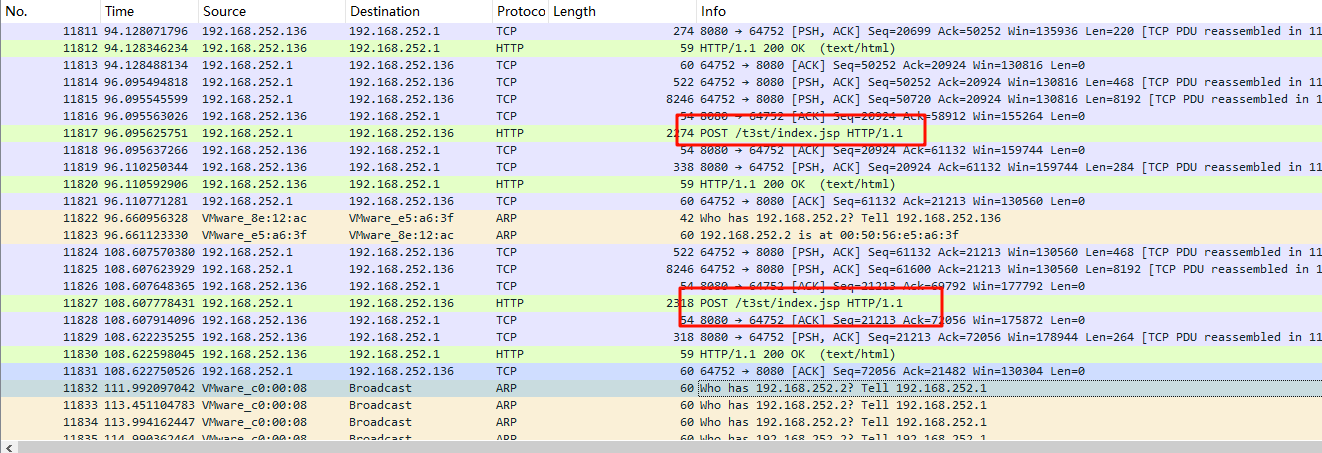 No. Time Source Destination Protoco Length Info
11811 94.128071796 192.168.252.136 192.168.252.1 TCP 274 8080 → 64752 [PSH, ACK] Seq=20699 Ack=50252 Win=135936 Len=220 [TCP PDU reassembled in 11
11812 94.128346234 192.168.252.136 192.168.252.1 HTTP 59 HTTP/1.1 200 OK (text/html)
11813 94.128488134 192.168.252.1 192.168.252.136 TCP 60 64752 → 8080 [ACK] Seq=50252 Ack=20924 Win=130816 Len=0
11814 96.095494818 192.168.252.1 192.168.252.136 TCP 522 64752 → 8080 [PSH, ACK] Seq=50252 Ack=20924 Win=130816 Len=468 [TCP PDU reassembled in 11
11815 96.095545599 192.168.252.1 192.168.252.136 TCP 8246 64752 → 8080 [PSH, ACK] Seq=50720 Ack=20924 Win=130816 Len=8192 [TCP PDU reassembled in 1
11816 96.095563026 192.168.252.136 192.168.252.1 TCP 54 8080 → 64752 [ACK] Seq=20924 Ack=58912 Win=155264 Len=0
11817 96.095625751 192.168.252.1 192.168.252.136 HTTP 2274 POST /t3st/index.jsp HTTP/1.1
11818 96.095637266 192.168.252.136 192.168.252.1 TCP 54 8080 → 64752 [ACK] Seq=20924 Ack=61132 Win=159744 Len=0
11819 96.110250344 192.168.252.136 192.168.252.1 TCP 338 8080 → 64752 [PSH, ACK] Seq=20924 Ack=61132 Win=159744 Len=284 [TCP PDU reassembled in 11
11820 96.110592906 192.168.252.136 192.168.252.1 HTTP 59 HTTP/1.1 200 OK (text/html)
11821 96.110771281 192.168.252.1 192.168.252.136 TCP 60 64752 → 8080 [ACK] Seq=61132 Ack=21213 Win=130560 Len=0
11822 96.660956328 VMware_8e:12:ac VMware_e5:a6:3f ARP 42 Who has 192.168.252.2? Tell 192.168.252.136
11823 96.661123330 VMware_e5:a6:3f VMware_8e:12:ac ARP 60 192.168.252.2 is at 00:50:56:e5:a6:3f
11824 108.607570380 192.168.252.1 192.168.252.136 TCP 522 64752 → 8080 [PSH, ACK] Seq=61132 Ack=21213 Win=130560 Len=468 [TCP PDU reassembled in 1
11825 108.607623929 192.168.252.1 192.168.252.136 TCP 8246 64752 → 8080 [PSH, ACK] Seq=61600 Ack=21213 Win=130560 Len=8192 [TCP PDU reassembled in
11826 108.607648365 192.168.252.136 192.168.252.1 TCP 54 8080 → 64752 [ACK] Seq=21213 Ack=69792 Win=177792 Len=0
11827 108.607778431 192.168.252.1 192.168.252.136 HTTP 2318 POST /t3st/index.jsp HTTP/1.1
11828 108.607914096 192.168.252.136 192.168.252.1 TCP 54 8080 → 64752 [ACK] Seq=21213 Ack=72056 Win=175872 Len=0
11829 108.622235255 192.168.252.136 192.168.252.1 TCP 318 8080 → 64752 [PSH, ACK] Seq=21213 Ack=72056 Win=178944 Len=264 [TCP PDU reassembled in 1
11830 108.622598045 192.168.252.136 192.168.252.1 HTTP 59 HTTP/1.1 200 OK (text/html)
11831 108.622750526 192.168.252.1 192.168.252.136 TCP 60 64752 → 8080 [ACK] Seq=72056 Ack=21482 Win=130304 Len=0
11832 111.992097042 VMware_c0:00:08 Broadcast ARP 60 Who has 192.168.252.2? Tell 192.168.252.1
11833 113.451104783 VMware_c0:00:08 Broadcast ARP 60 Who has 192.168.252.2? Tell 192.168.252.1
11834 113.994162447 VMware_c0:00:08 Broadcast ARP 60 Who has 192.168.252.2? Tell 192.168.252.1
11835 114.990362464 VMware_c0:00:08 Broadcast ARP 60 Who has 192.168.252.2? Tell 192.168.252.1